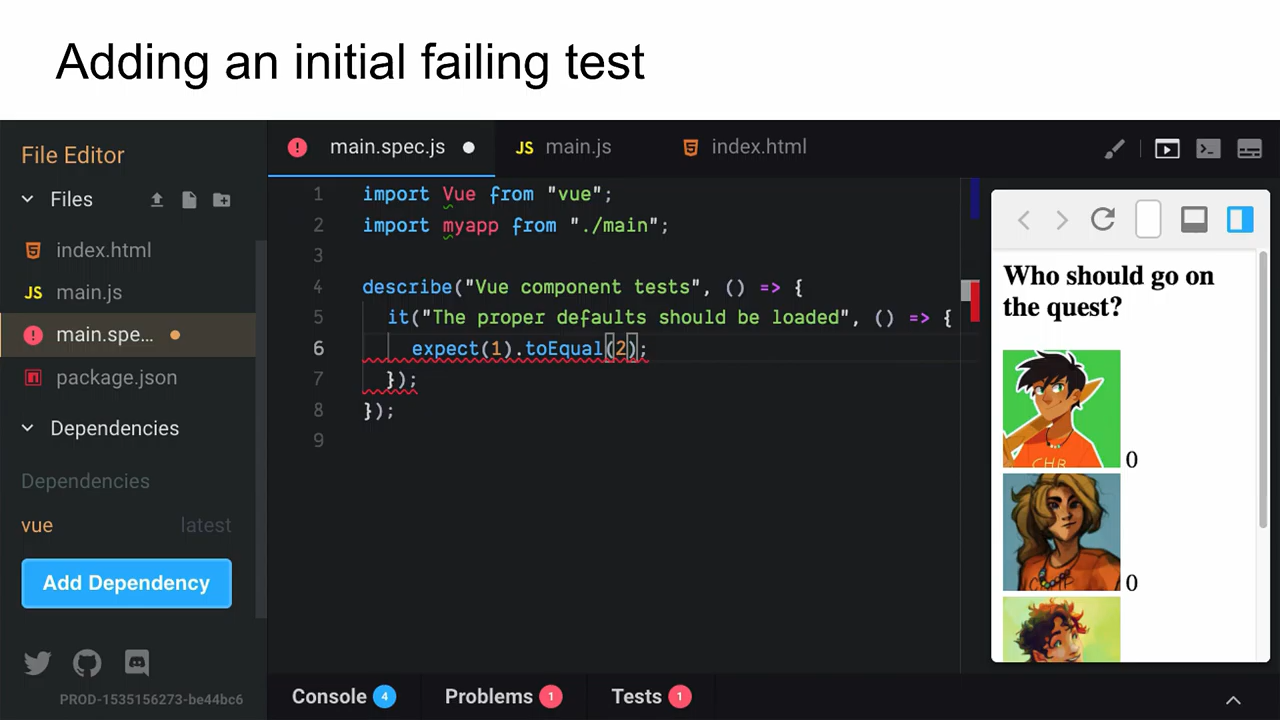 Adding an initial failing test
File Editor
Files
index.html
JS main.js
main.spe...
package.json
Dependencies
Dependencies
vue latest
Add Dependency
PROD-1535156273-be44bc6
main.spec.js
JS main.js
index.html
1 import Vue from "vue";
2 import myapp from "./main";
3
4 describe("Vue component tests", () => {
5 it("The proper defaults should be loaded", () => {
6 expect(1).toEqual(2);
7 });
8 });
9
Console 4
Problems 1
Tests 1
Who should go on
the quest?
0
0